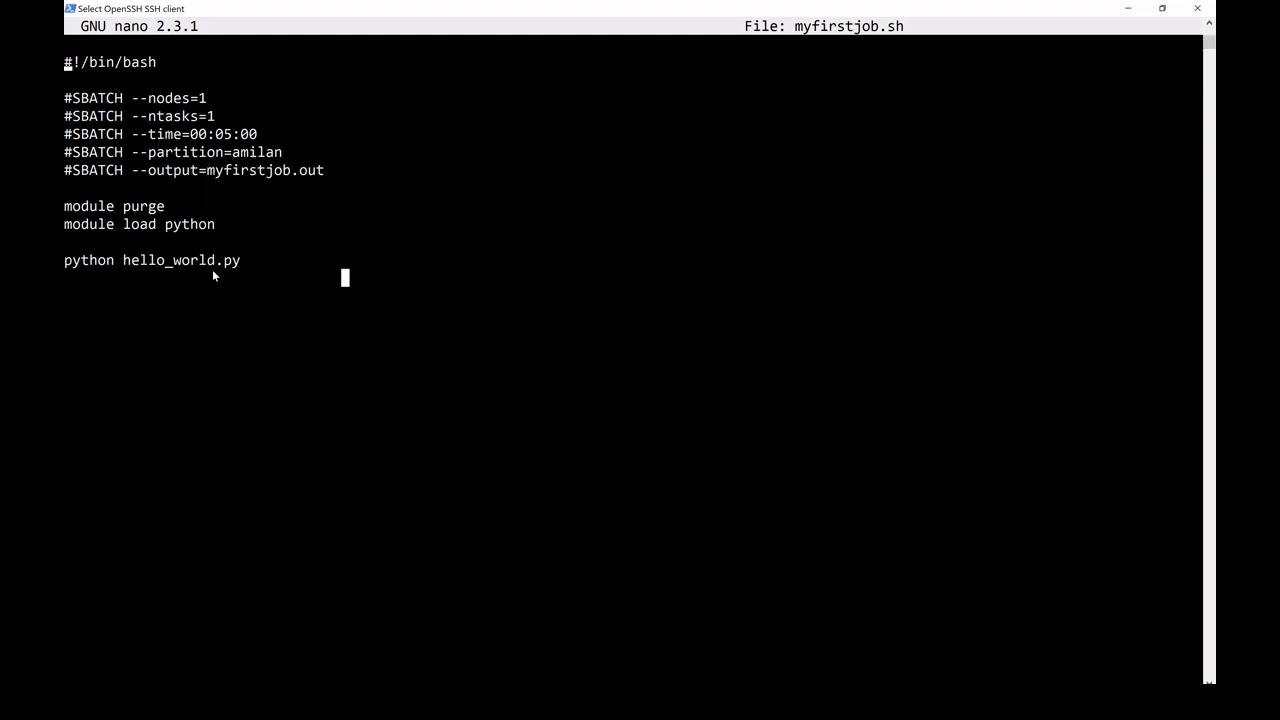 Select OpenSSH SSH client
GNU nano 2.3.1 File: myfirstjob.sh
#!/bin/bash
#SBATCH --nodes=1
#SBATCH --ntasks=1
#SBATCH --time=00:05:00
#SBATCH --partition=amilan
#SBATCH --output=myfirstjob.out
module purge
module load python
python hello_world.py